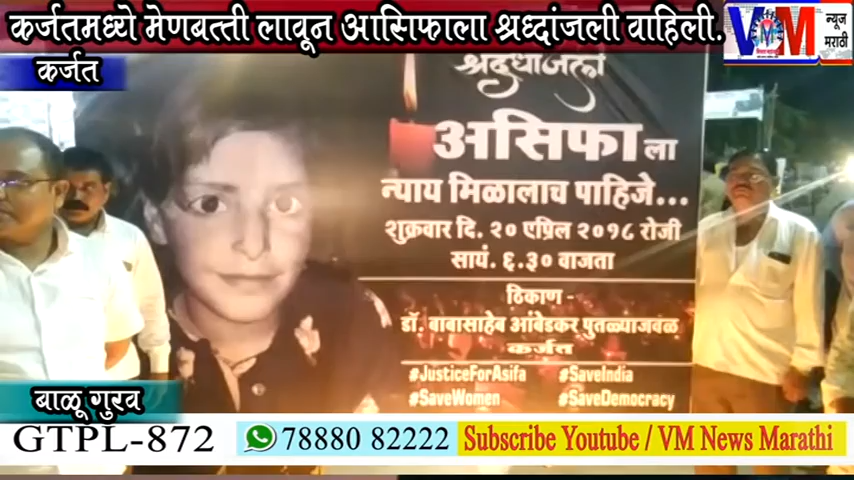 कर्जतमध्ये मेणबत्ती लावून आसिफाला श्रध्दांजली वाहिली.
VM न्यूज मराठी
कर्जत
श्रद्धांजली
असिफाला
न्याय मिळालाच पाहिजे...
शुक्रवार दि. २० एप्रिल २०१८ रोजी
सायं. ६.३० वाजता
ठिकाण -
डॉ. बाबासाहेब आंबेडकर पुतळ्याजवळ
कर्जत
#JusticeForAsifa #SaveIndia
#SaveWomen #SaveDemocracy
बाळू गुरव
GTPL-872 78880 82222 Subscribe Youtube / VM News Marathi